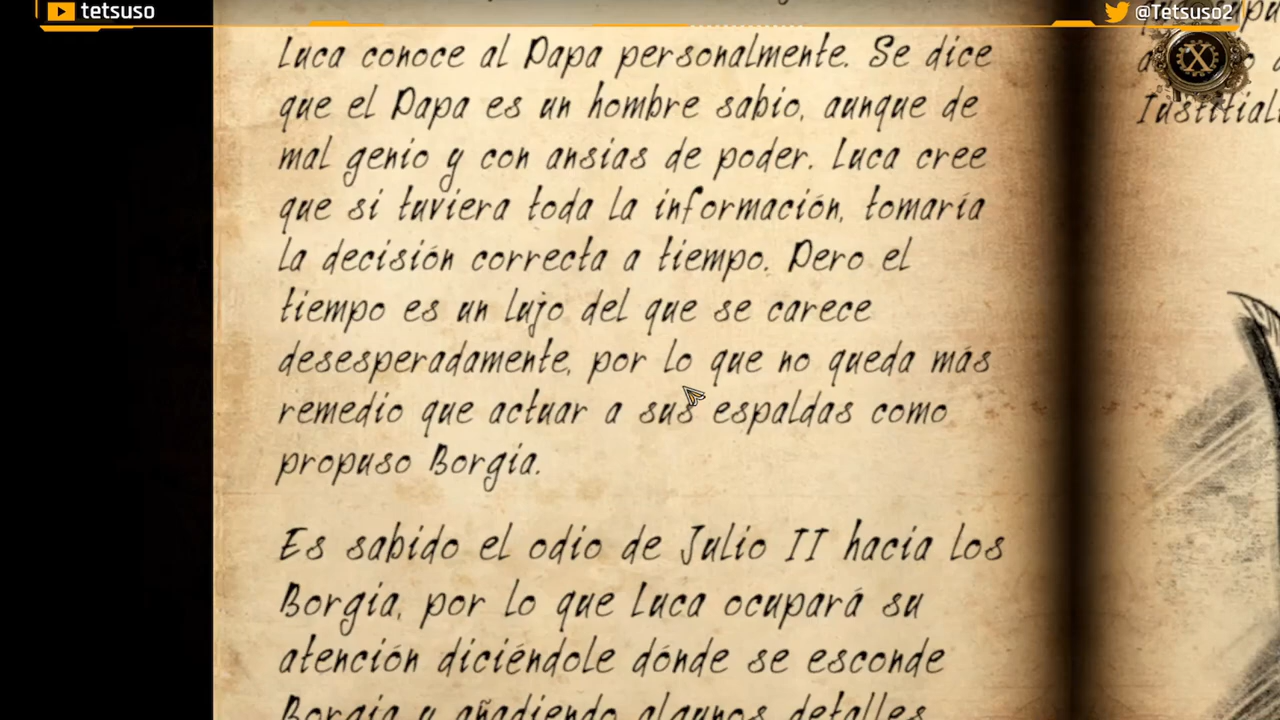 tetsuso
@Tetsuso2
Luca conoce al Papa personalmente. Se dice
que el Papa es un hombre sabio, aunque de
mal genio y con ansias de poder. Luca cree
que si tuviera toda la información, tomaría
la decisión correcta a tiempo. Pero el
tiempo es un lujo del que se carece
desesperadamente, por lo que no queda más
remedio que actuar a sus espaldas como
propuso Borgia.
Es sabido el odio de Julio II hacia los
Borgia, por lo que Luca ocupará su
atención diciéndole dónde se esconde
Borgia y añadiendo algunos detalles